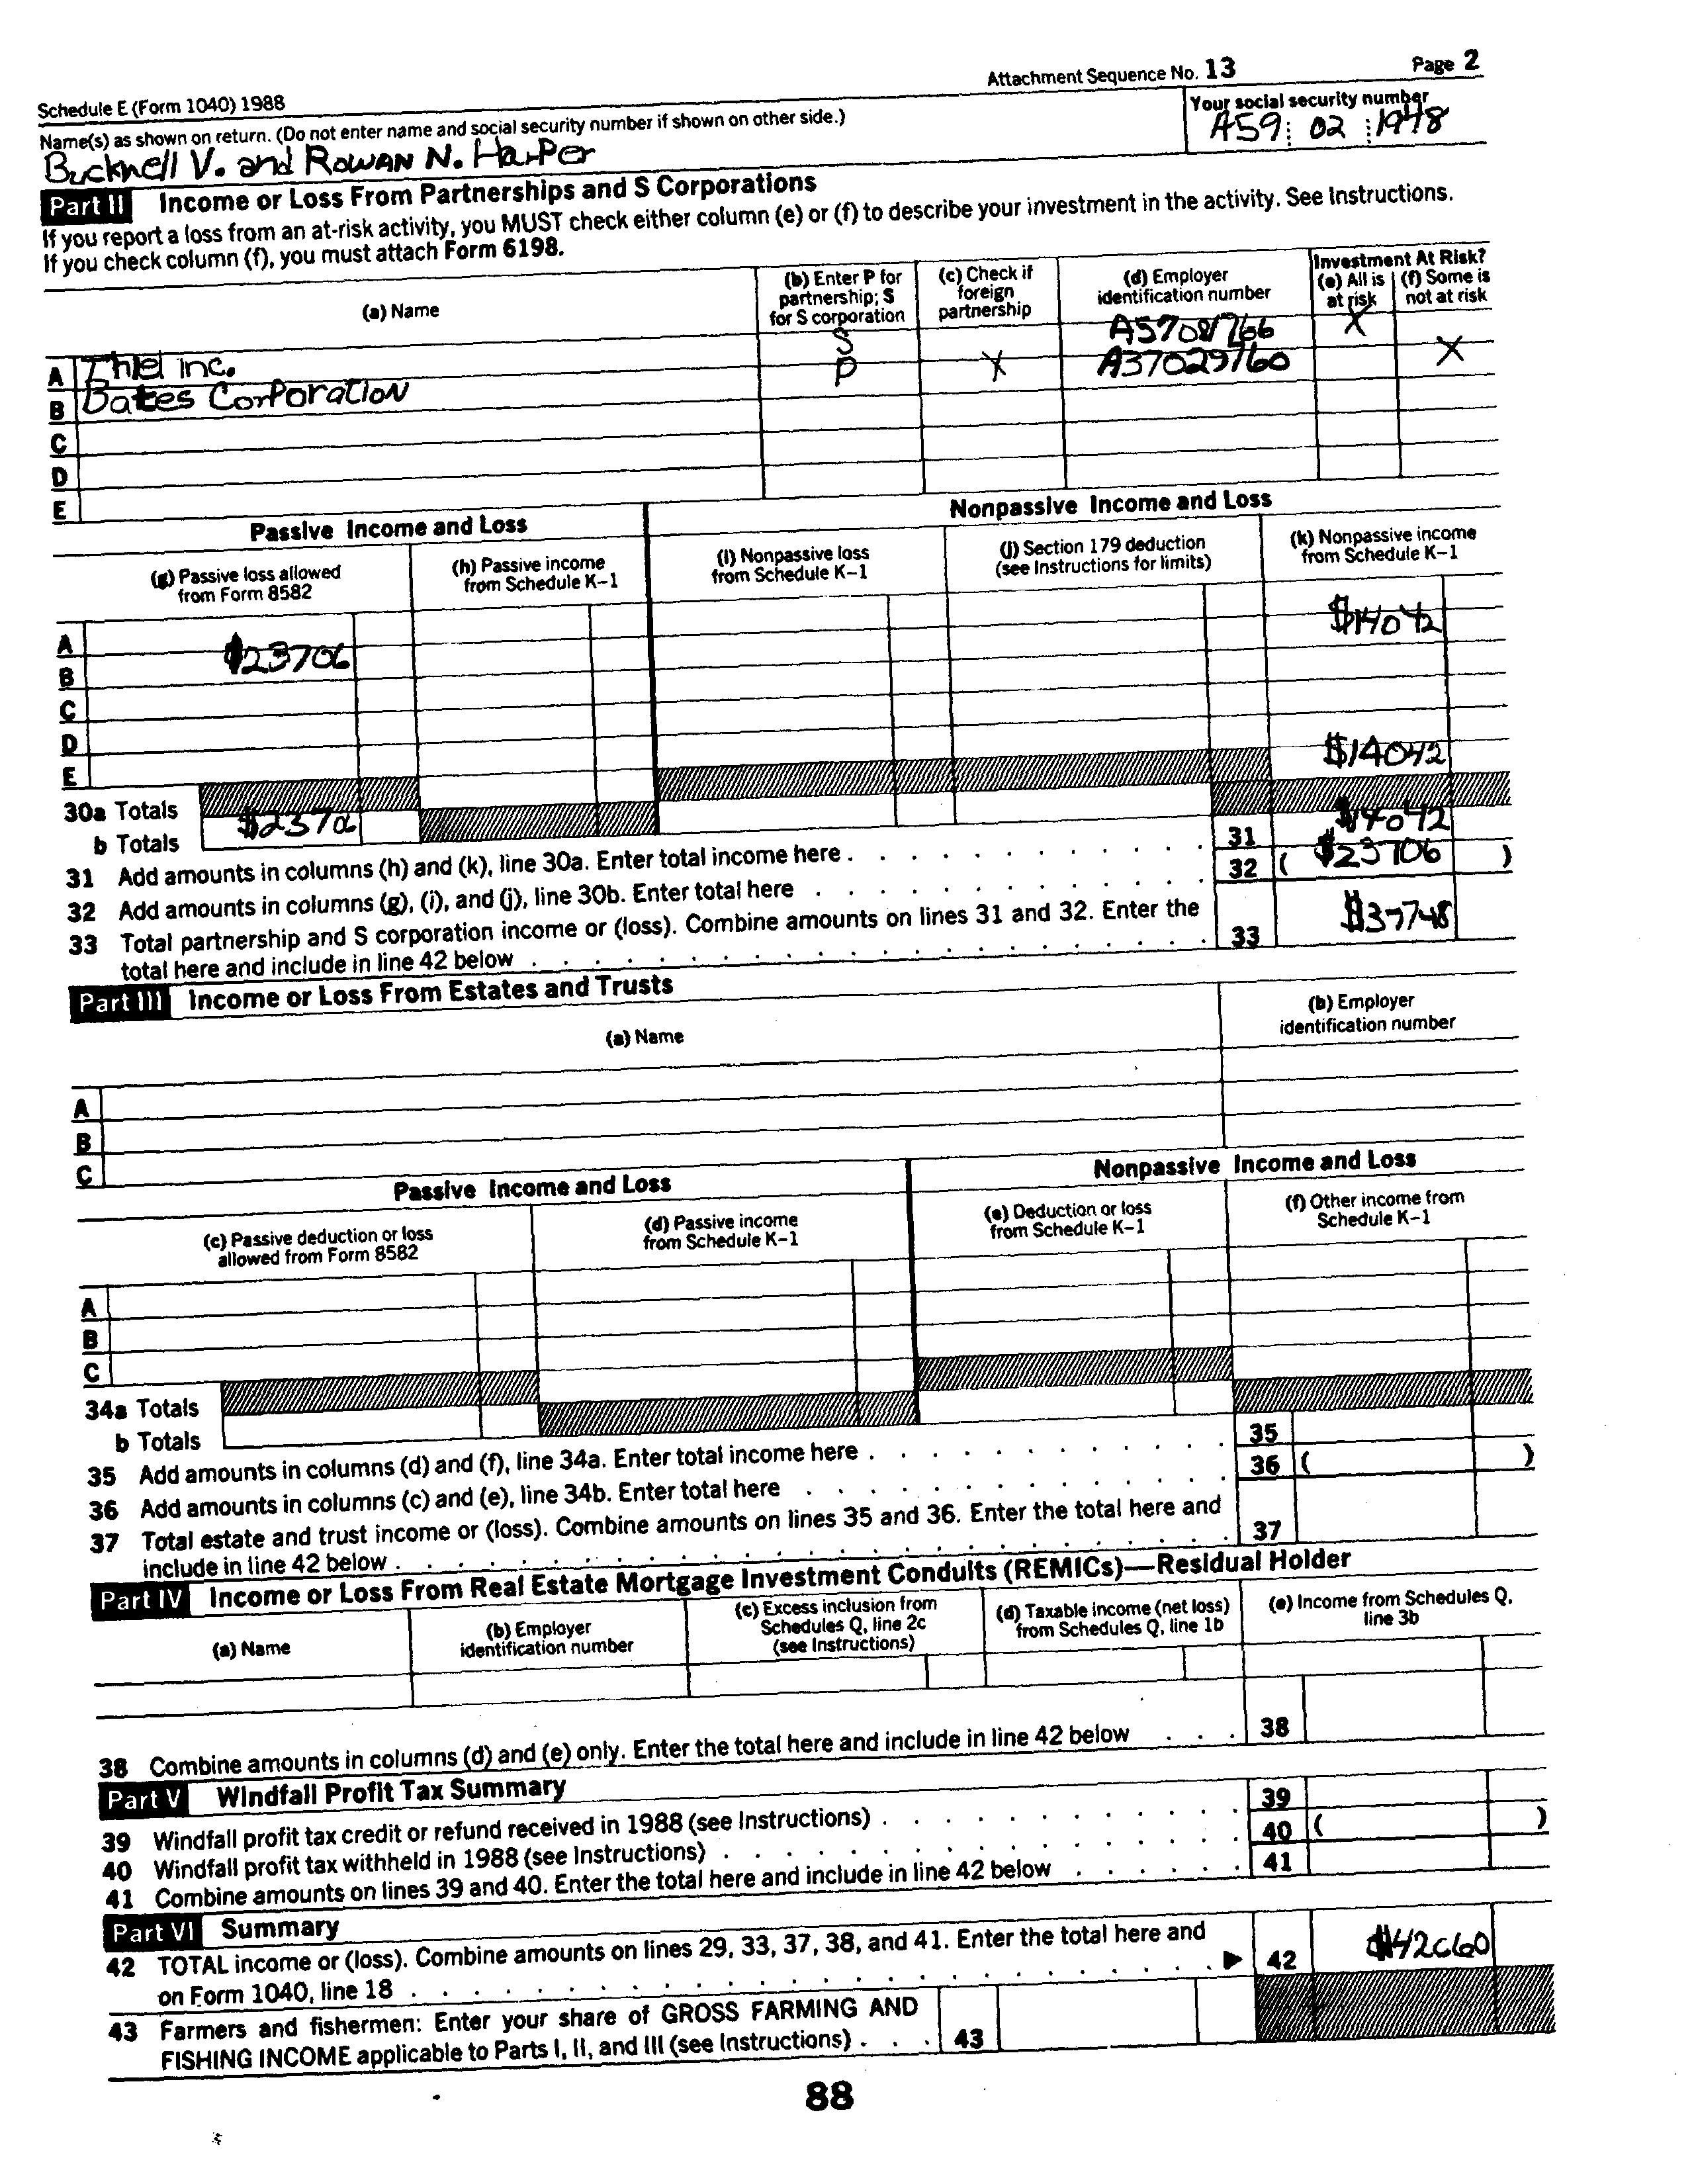 Attachment Sequence No. 13 Page 2
Schedule E (Form 1040) 1988
Name(s) as shown on return. (Do not enter name and social security number if shown on other side.)
Your social security number
Bucknell V. and Rowan N. Harper
A59 02 1948
Part II Income or Loss From Partnerships and S Corporations
If you report a loss from an at-risk activity, you MUST check either column (e) or (f) to describe your investment in the activity. See Instructions.
If you check column (f), you must attach Form 6198.
(a) Name
(b) Enter P for partnership; S for S corporation
(c) Check if foreign partnership
(d) Employer identification number
Investment At Risk?
(e) All is at risk
(f) Some is not at risk
A Thiel inc. S A57081766 X
B Bates Corporation P X A37029760 X
C
D
E
Passive Income and Loss
Nonpassive Income and Loss
(g) Passive loss allowed from Form 8582
(h) Passive income from Schedule K-1
(i) Nonpassive loss from Schedule K-1
(j) Section 179 deduction (see Instructions for limits)
(k) Nonpassive income from Schedule K-1
A $14042
B $23706
C
D
E
30a Totals $14042
b Totals
31 Add amounts in columns (h) and (k), line 30a. Enter total income here . 31 $14042
32 Add amounts in columns (g), (i), and (j), line 30b. Enter total here . 32 ( $23706 )
33 Total partnership and S corporation income or (loss). Combine amounts on lines 31 and 32. Enter the
total here and include in line 42 below . 33 $37748
Part III Income or Loss From Estates and Trusts
(a) Name
(b) Employer identification number
A
B
C
Passive Income and Loss
Nonpassive Income and Loss
(c) Passive deduction or loss allowed from Form 8582
(d) Passive income from Schedule K-1
(e) Deduction or loss from Schedule K-1
(f) Other income from Schedule K-1
A
B
C
34a Totals
b Totals
35 Add amounts in columns (d) and (f), line 34a. Enter total income here . 35
36 Add amounts in columns (c) and (e), line 34b. Enter total here . 36 ( )
37 Total estate and trust income or (loss). Combine amounts on lines 35 and 36. Enter the total here and
include in line 42 below . 37
Part IV Income or Loss From Real Estate Mortgage Investment Conduits (REMICs)—Residual Holder
(a) Name
(b) Employer identification number
(c) Excess inclusion from Schedules Q, line 2c (see Instructions)
(d) Taxable income (net loss) from Schedules Q, line 1b
(e) Income from Schedules Q, line 3b
38 Combine amounts in columns (d) and (e) only. Enter the total here and include in line 42 below . 38
Part V Windfall Profit Tax Summary
39 Windfall profit tax credit or refund received in 1988 (see Instructions) . 39
40 Windfall profit tax withheld in 1988 (see Instructions) . 40 ( )
41 Combine amounts on lines 39 and 40. Enter the total here and include in line 42 below . 41
Part VI Summary
42 TOTAL income or (loss). Combine amounts on lines 29, 33, 37, 38, and 41. Enter the total here and
on Form 1040, line 18 . ▶ 42
43 Farmers and fishermen: Enter your share of GROSS FARMING AND
FISHING INCOME applicable to Parts I, II, and III (see Instructions) . 43
88